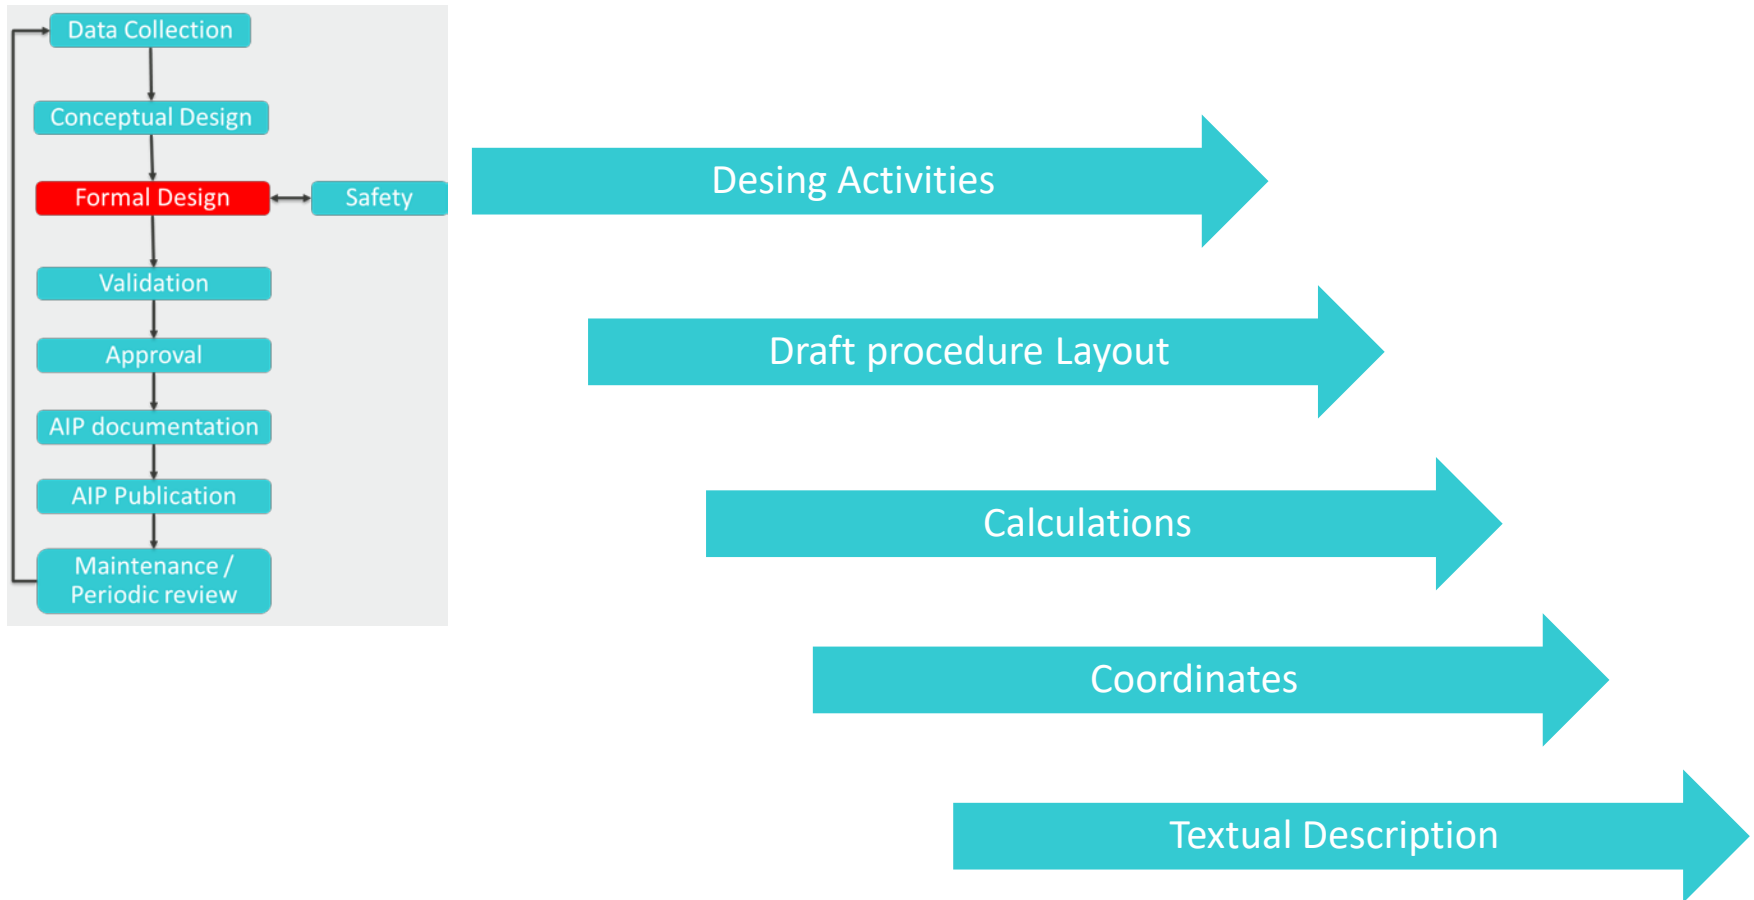 Data Collection
Conceptual Design
Formal Design
Safety
Validation
Approval
AIP documentation
AIP Publication
Maintenance /
Periodic review
Desing Activities
Draft procedure Layout
Calculations
Coordinates
Textual Description